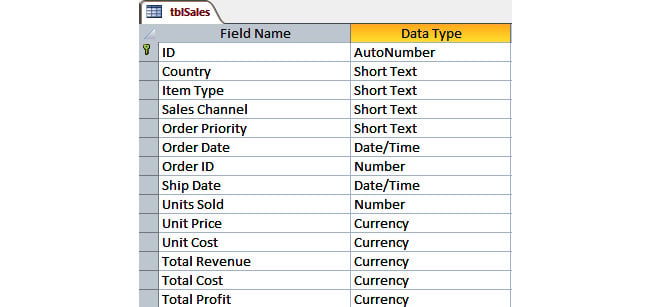 tblSales
Field Name Data Type
ID AutoNumber
Country Short Text
Item Type Short Text
Sales Channel Short Text
Order Priority Short Text
Order Date Date/Time
Order ID Number
Ship Date Date/Time
Units Sold Number
Unit Price Currency
Unit Cost Currency
Total Revenue Currency
Total Cost Currency
Total Profit Currency